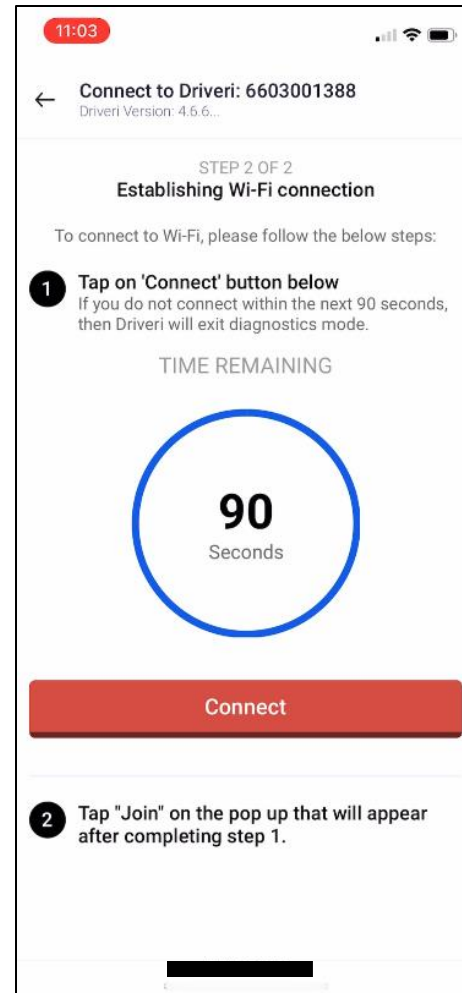 11:03
Connect to Driveri: 6603001388
Driveri Version: 4.6.6...
STEP 2 OF 2
Establishing Wi-Fi connection
To connect to Wi-Fi, please follow the below steps:
1
Tap on 'Connect' button below
If you do not connect within the next 90 seconds,
then Driveri will exit diagnostics mode.
TIME REMAINING
90
Seconds
Connect
2
Tap "Join" on the pop up that will appear
after completing step 1.